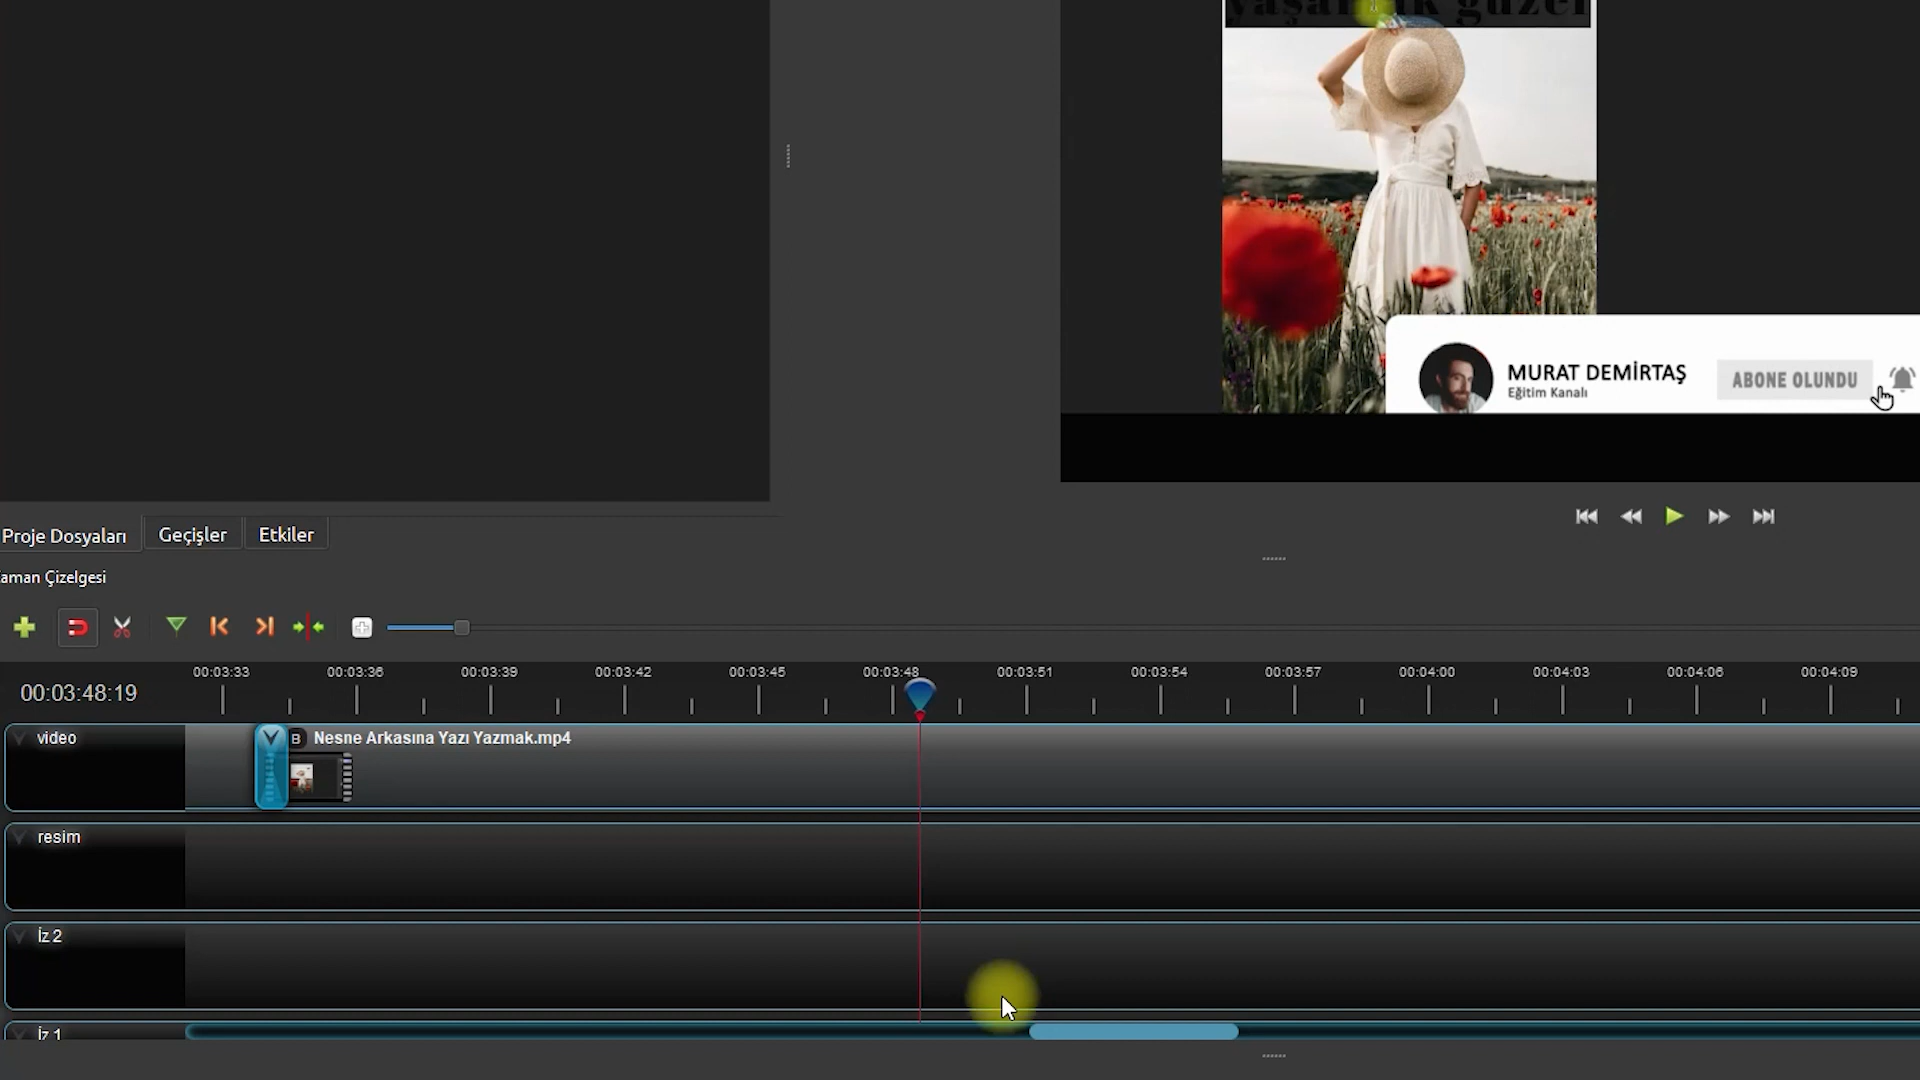 MURAT DEMİRTAŞ
Eğitim Kanalı
ABONE OLUNDU
Proje Dosyaları
Geçişler
Etkiler
aman Çizelgesi
00:03:33
00:03:36
00:03:39
00:03:42
00:03:45
00:03:48
00:03:51
00:03:54
00:03:57
00:04:00
00:04:03
00:04:06
00:04:09
00:03:48:19
video
B Nesne Arkasına Yazı Yazmak.mp4
resim
İz 2
İz 1